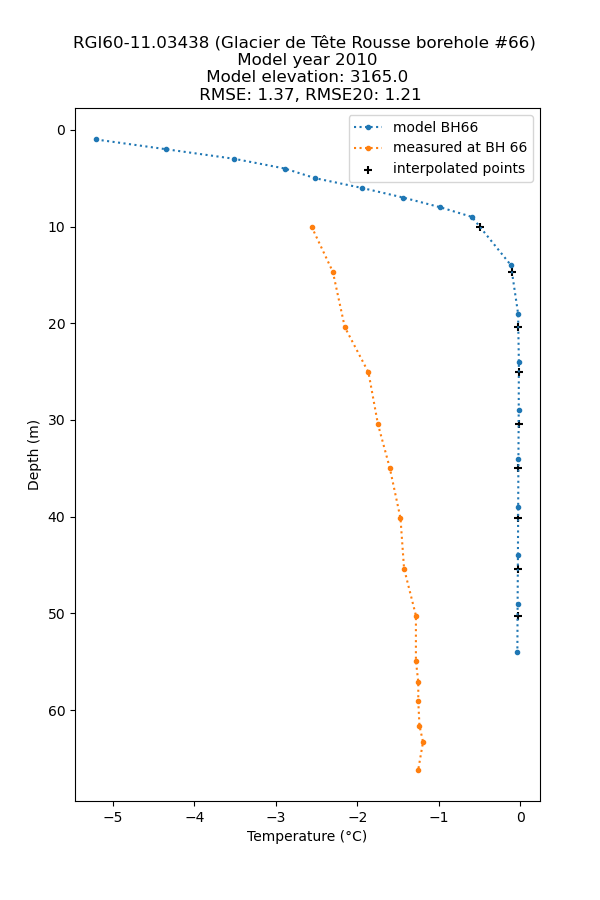 RGI60-11.03438 (Glacier de Tête Rousse borehole #66)
Model year 2010
Model elevation: 3165.0
RMSE: 1.37, RMSE20: 1.21
model BH66
measured at BH 66
interpolated points
0
10
20
30
40
50
60
Depth (m)
−5
−4
−3
−2
−1
0
Temperature (°C)